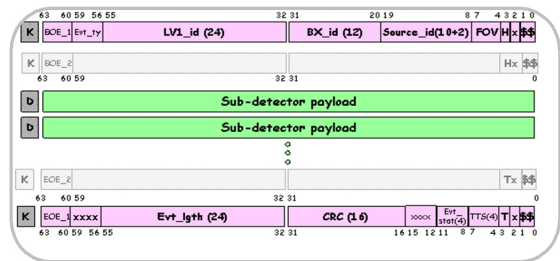 63 60 59 56 55 32 31 20 19 8 7 4 3 2 1 0
K BOE_1 Evt_ty LV1_id (24) BX_id (12) Source_id(10+2) FOV H x $$
K BOE_2 Hx $$
63 60 59 32 31 0
D Sub-detector payload
D Sub-detector payload
K EOE_2 Tx $$
63 60 59 32 31 0
K EOE_1 xxxx Evt_lgth (24) CRC (16) xxxx Evt_stat(4) TTS(4) T x $$
63 60 59 56 55 32 31 16 15 12 11 8 7 4 3 2 1 0